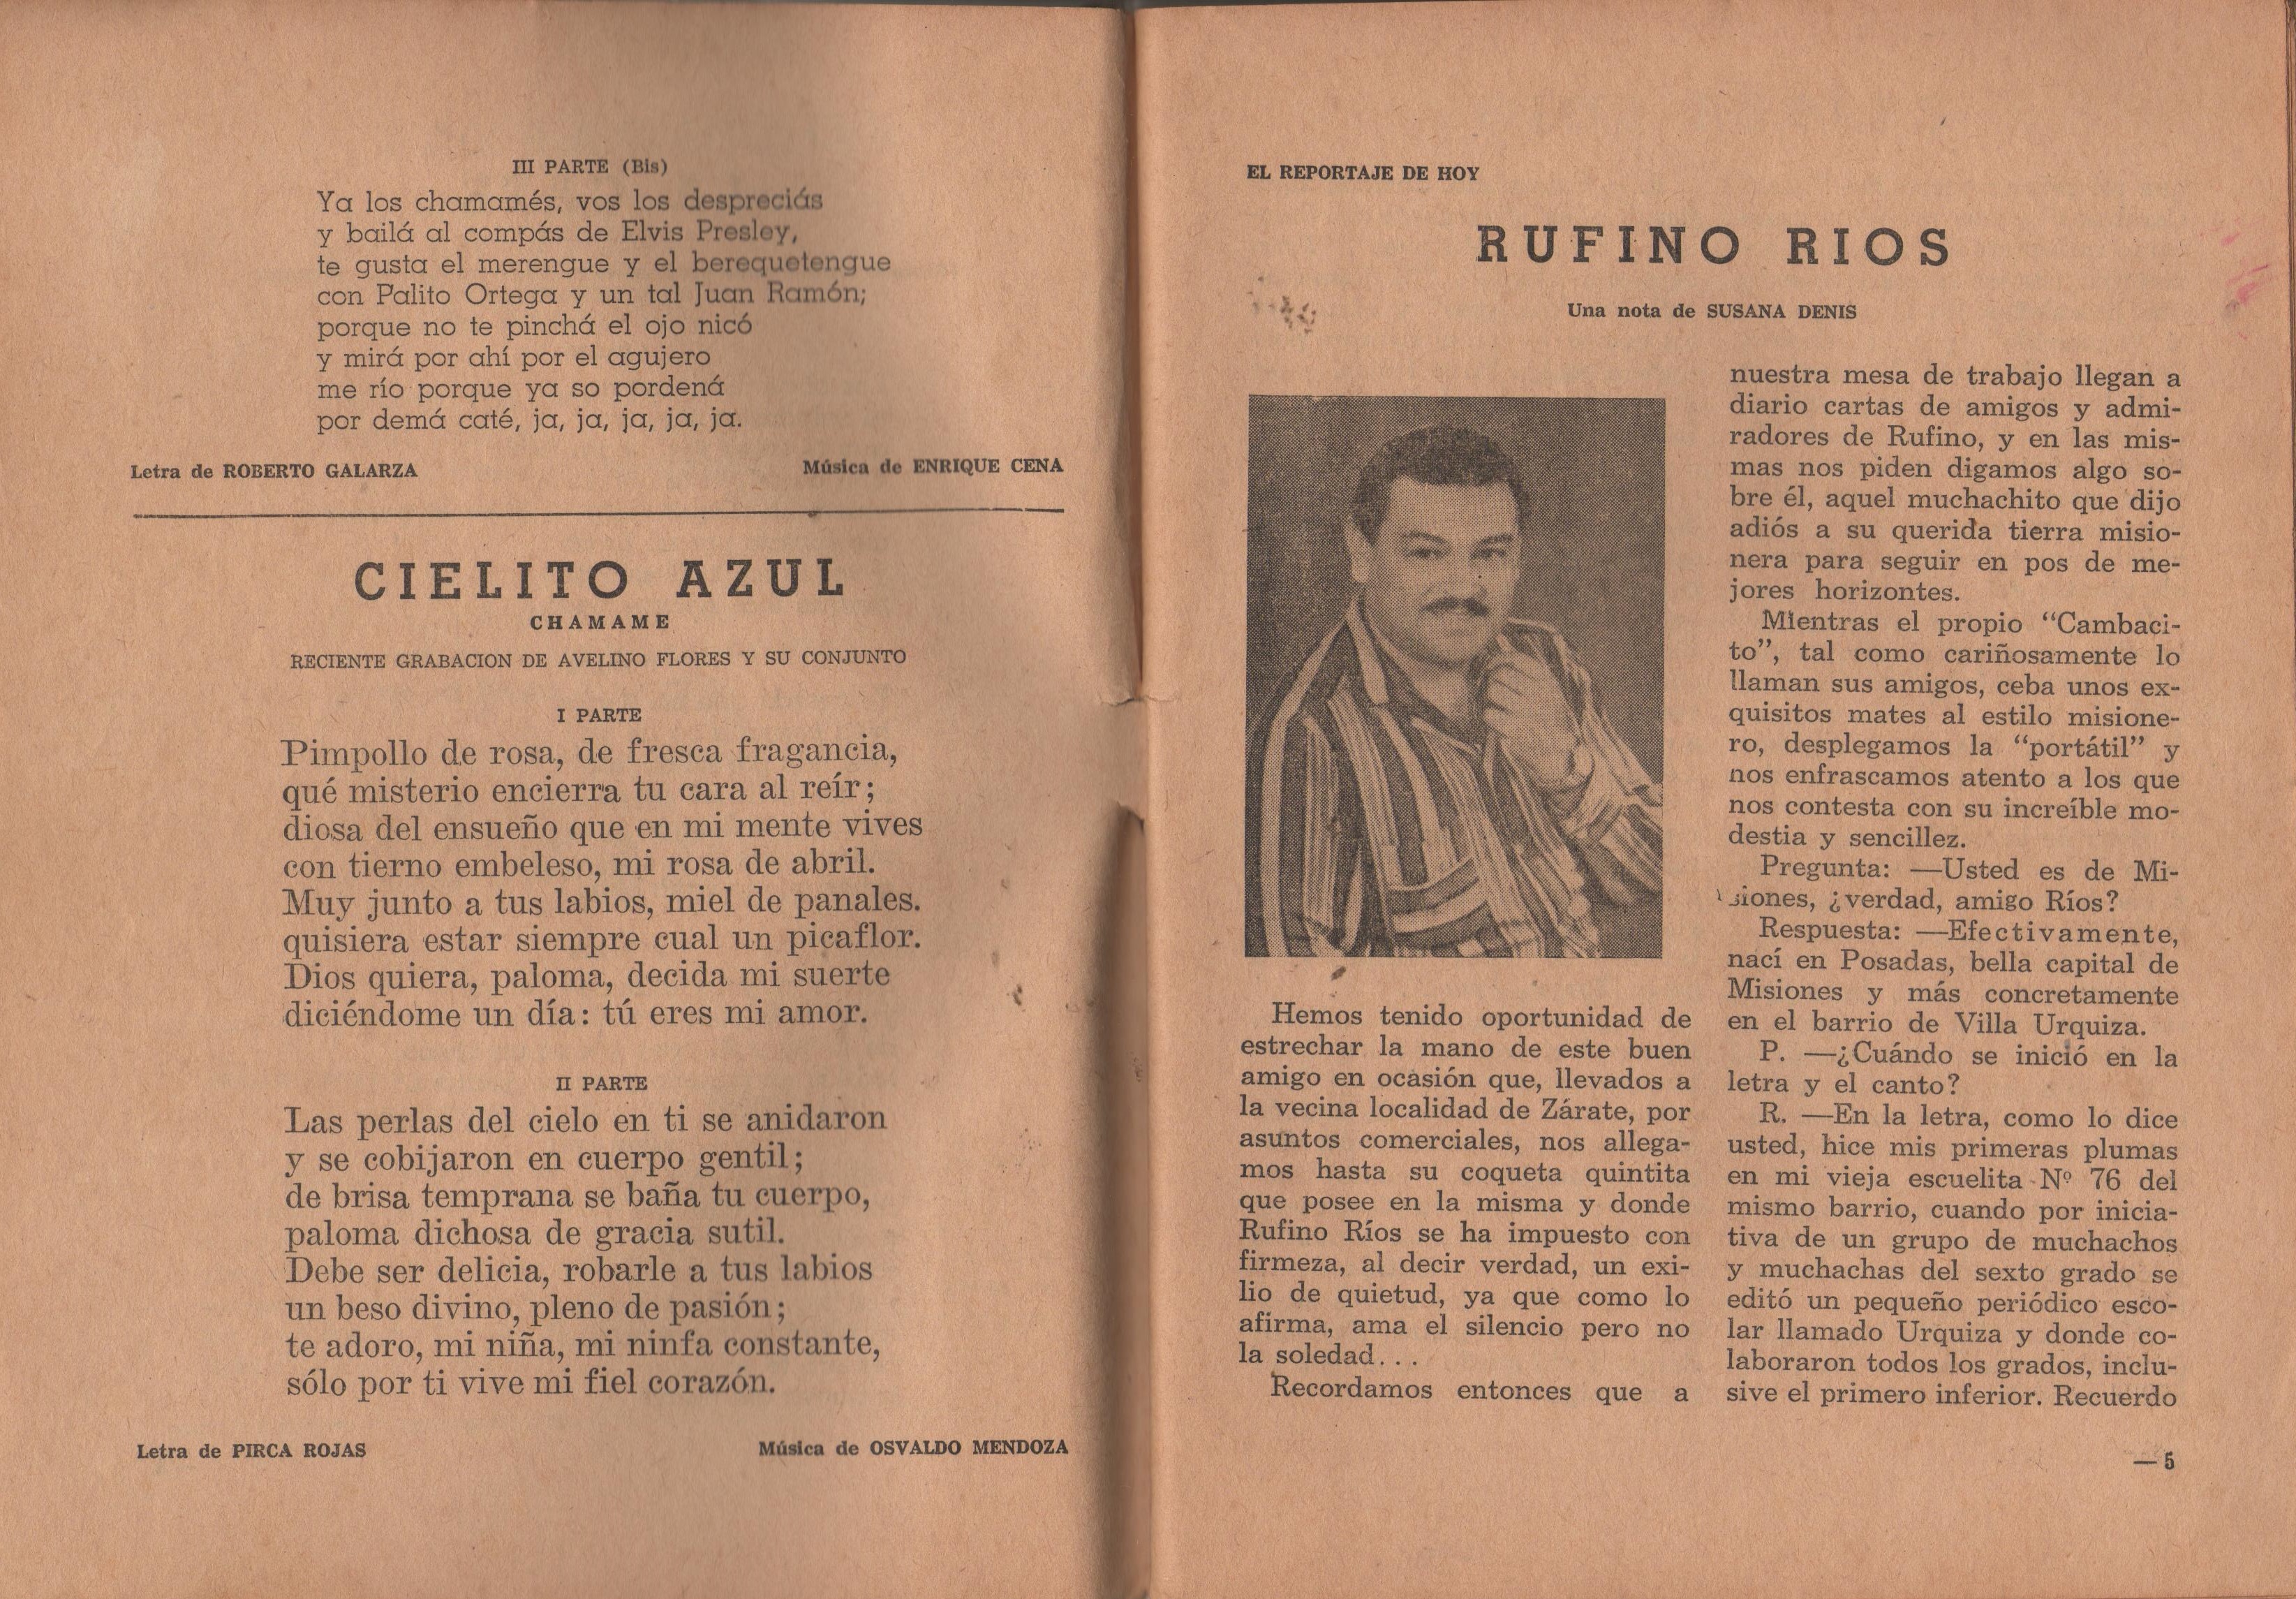 III PARTE (Bis)
Ya los chamamés, vos los despreciás
y bailá al compás de Elvis Presley,
te gusta el merengue y el berequetengue
con Palito Ortega y un tal Juan Ramón;
porque no te pinchá el ojo nicó
y mirá por ahí por el agujero
me río porque ya so pordená
por demá caté, ja, ja, ja, ja, ja.
Letra de ROBERTO GALARZA
Música de ENRIQUE CENA
CIELITO AZUL
CHAMAME
RECIENTE GRABACION DE AVELINO FLORES Y SU CONJUNTO
I PARTE
Pimpollo de rosa, de fresca fragancia,
qué misterio encierra tu cara al reír;
diosa del ensueño que en mi mente vives
con tierno embeleso, mi rosa de abril.
Muy junto a tus labios, miel de panales.
quisiera estar siempre cual un picaflor.
Dios quiera, paloma, decida mi suerte
diciéndome un día: tú eres mi amor.
II PARTE
Las perlas del cielo en ti se anidaron
y se cobijaron en cuerpo gentil;
de brisa temprana se baña tu cuerpo,
paloma dichosa de gracia sutil.
Debe ser delicia, robarle a tus labios
un beso divino, pleno de pasión;
te adoro, mi niña, mi ninfa constante,
sólo por ti vive mi fiel corazón.
Letra de PIRCA ROJAS
Música de OSVALDO MENDOZA
EL REPORTAJE DE HOY
RUFINO RIOS
Una nota de SUSANA DENIS
Hemos tenido oportunidad de
estrechar la mano de este buen
amigo en ocasión que, llevados a
la vecina localidad de Zárate, por
asuntos comerciales, nos allega-
mos hasta su coqueta quintita
que posee en la misma y donde
Rufino Ríos se ha impuesto con
firmeza, al decir verdad, un exi-
lio de quietud, ya que como lo
afirma, ama el silencio pero no
la soledad...
Recordamos entonces que a
nuestra mesa de trabajo llegan a
diario cartas de amigos y admi-
radores de Rufino, y en las mis-
mas nos piden digamos algo so-
bre él, aquel muchachito que dijo
adiós a su querida tierra misio-
nera para seguir en pos de me-
jores horizontes.
Mientras el propio “Cambaci-
to”, tal como cariñosamente lo
llaman sus amigos, ceba unos ex-
quisitos mates al estilo misione-
ro, desplegamos la “portátil” y
nos enfrascamos atento a los que
nos contesta con su increíble mo-
destia y sencillez.
Pregunta: —Usted es de Mi-
siones, ¿verdad, amigo Ríos?
Respuesta: —Efectivamente,
nací en Posadas, bella capital de
Misiones y más concretamente
en el barrio de Villa Urquiza.
P. —¿Cuándo se inició en la
letra y el canto?
R. —En la letra, como lo dice
usted, hice mis primeras plumas
en mi vieja escuelita Nº 76 del
mismo barrio, cuando por inicia-
tiva de un grupo de muchachos
y muchachas del sexto grado se
editó un pequeño periódico esco-
lar llamado Urquiza y donde co-
laboraron todos los grados, inclu-
sive el primero inferior. Recuerdo
— 5